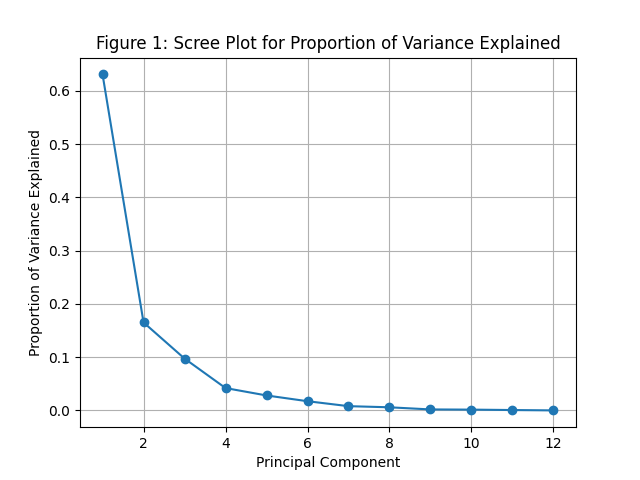 Figure 1: Scree Plot for Proportion of Variance Explained
Proportion of Variance Explained
0.6
0.5
0.4
0.3
0.2
0.1
0.0
2 4 6 8 10 12
Principal Component